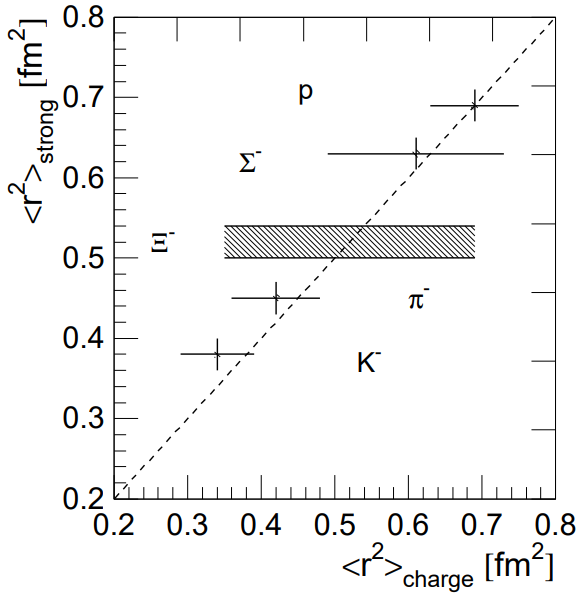 <r²>strong [fm²]
0.8
0.7
0.6
0.5
0.4
0.3
0.2
p
Σ⁻
Ξ⁻
π⁻
K⁻
0.2 0.3 0.4 0.5 0.6 0.7 0.8
<r²>charge [fm²]